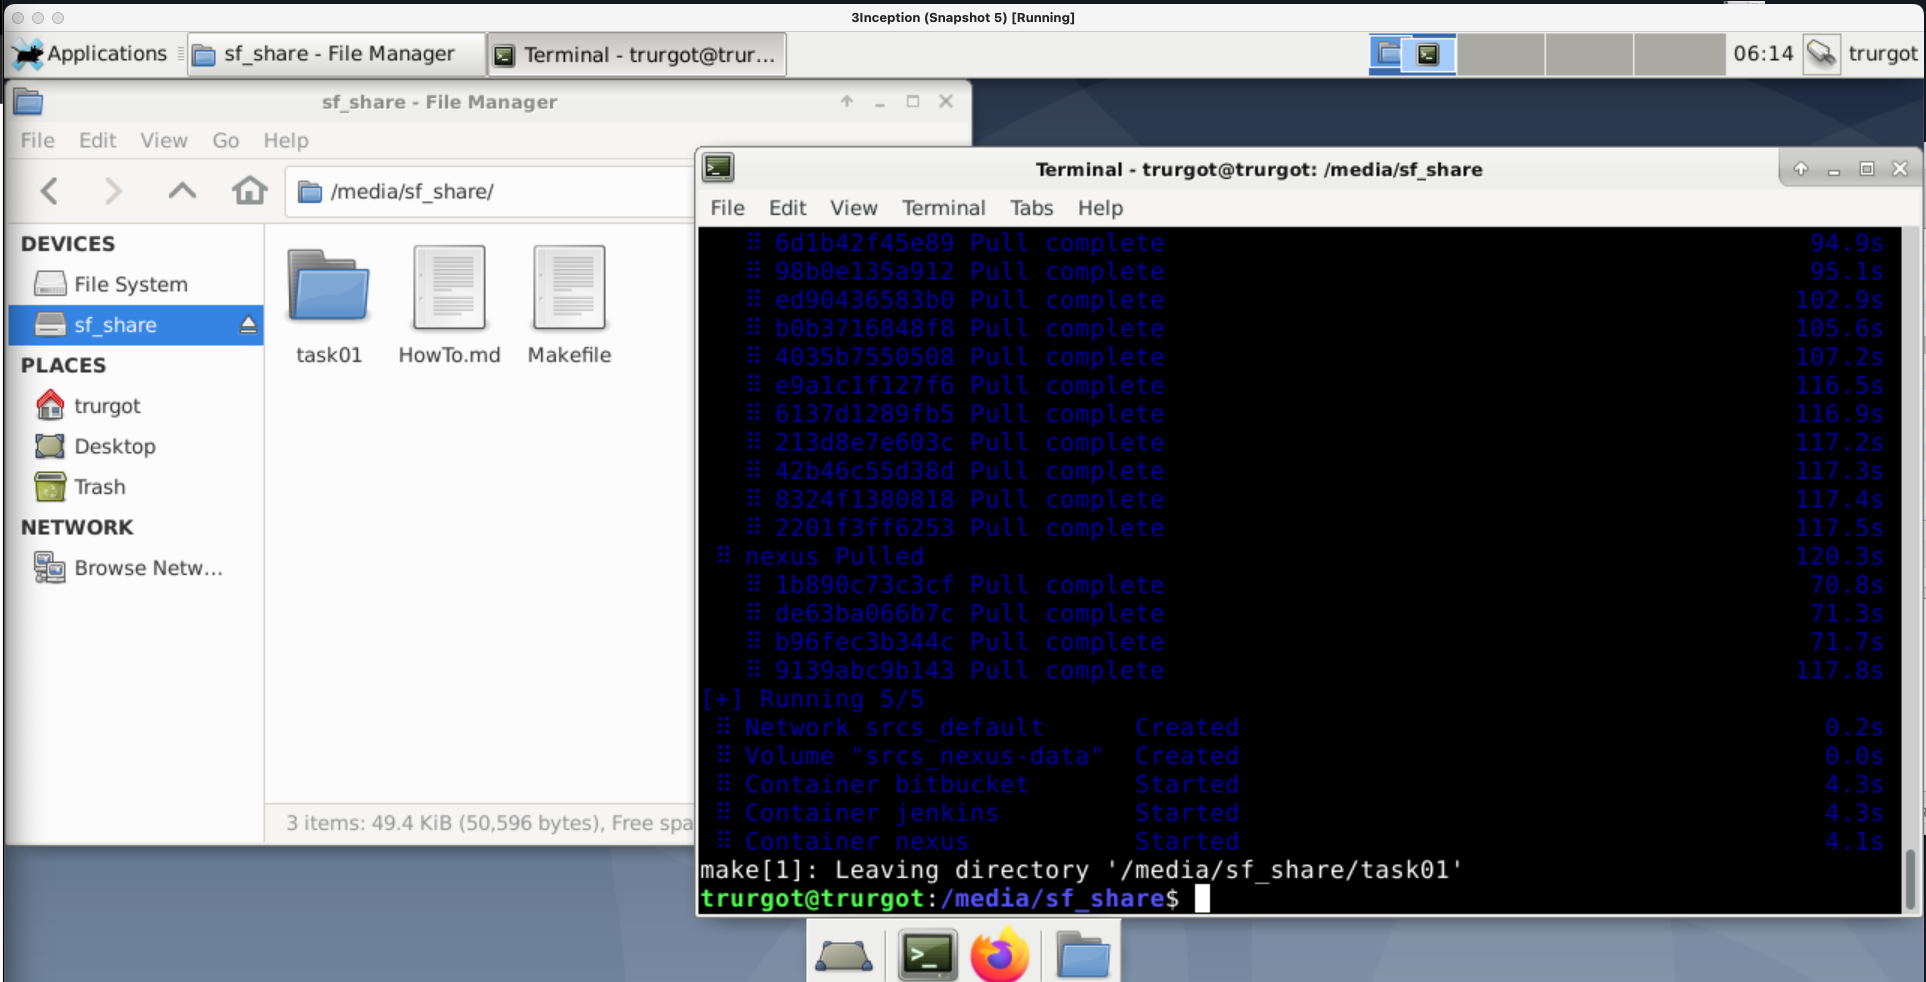 3Inception (Snapshot 5) [Running]
Applications
sf_share - File Manager
Terminal - trurgot@trur...
06:14
trurgot
sf_share - File Manager
File Edit View Go Help
/media/sf_share/
DEVICES
File System
sf_share
PLACES
trurgot
Desktop
Trash
NETWORK
Browse Netw...
task01
HowTo.md
Makefile
3 items: 49.4 KiB (50,596 bytes), Free spa
Terminal - trurgot@trurgot: /media/sf_share
File Edit View Terminal Tabs Help
⠿ 6d1b42f45e89 Pull complete 94.9s
⠿ 98b0e135a912 Pull complete 95.1s
⠿ ed90436583b0 Pull complete 102.9s
⠿ b0b3716848f8 Pull complete 105.6s
⠿ 4035b7550508 Pull complete 107.2s
⠿ e9a1c1f127f6 Pull complete 116.5s
⠿ 6137d1289fb5 Pull complete 116.9s
⠿ 213d8e7e603c Pull complete 117.2s
⠿ 42b46c55d38d Pull complete 117.3s
⠿ 8324f1380818 Pull complete 117.4s
⠿ 2201f3ff6253 Pull complete 117.5s
⠿ nexus Pulled 120.3s
⠿ 1b890c73c3cf Pull complete 70.8s
⠿ de63ba066b7c Pull complete 71.3s
⠿ b96fec3b344c Pull complete 71.7s
⠿ 9139abc9b143 Pull complete 117.8s
[+] Running 5/5
⠿ Network srcs_default Created 0.2s
⠿ Volume "srcs_nexus-data" Created 0.0s
⠿ Container bitbucket Started 4.3s
⠿ Container jenkins Started 4.3s
⠿ Container nexus Started 4.1s
make[1]: Leaving directory '/media/sf_share/task01'
trurgot@trurgot:/media/sf_share$